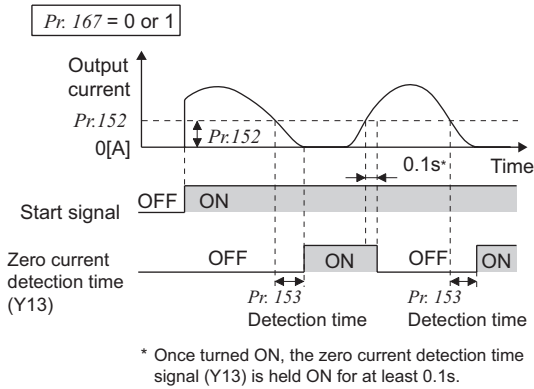 Pr. 167 = 0 or 1
Output
current
Pr.152
Pr.152
0[A]
0.1s*
Time
OFF ON
Start signal
Zero current
detection time
(Y13)
OFF ON OFF ON
Pr. 153 Pr. 153
Detection time Detection time
* Once turned ON, the zero current detection time
signal (Y13) is held ON for at least 0.1s.